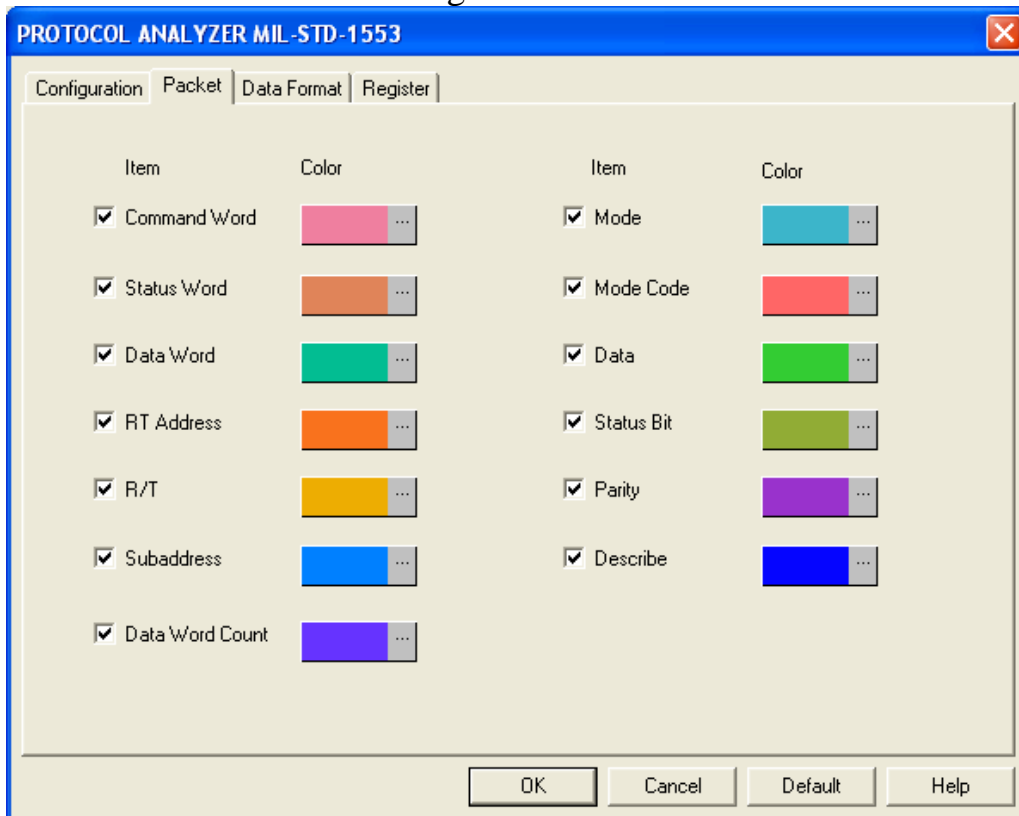 PROTOCOL ANALYZER MIL-STD-1553
Configuration Packet Data Format Register
Item Color Item Color
Command Word ... Mode ...
Status Word ... Mode Code ...
Data Word ... Data ...
RT Address ... Status Bit ...
R/T ... Parity ...
Subaddress ... Describe ...
Data Word Count ...
OK Cancel Default Help